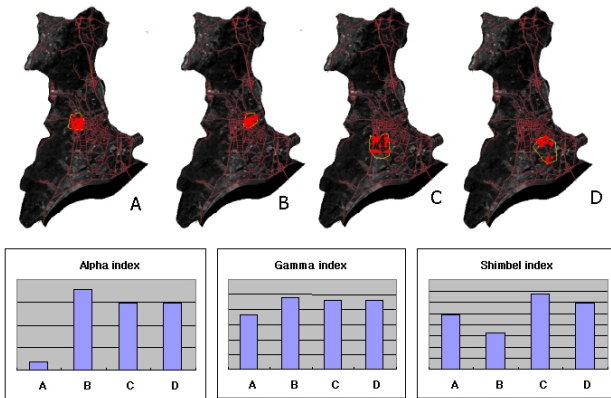 A
B
C
D
Alpha index
A B C D
Gamma index
A B C D
Shimbel index
A B C D